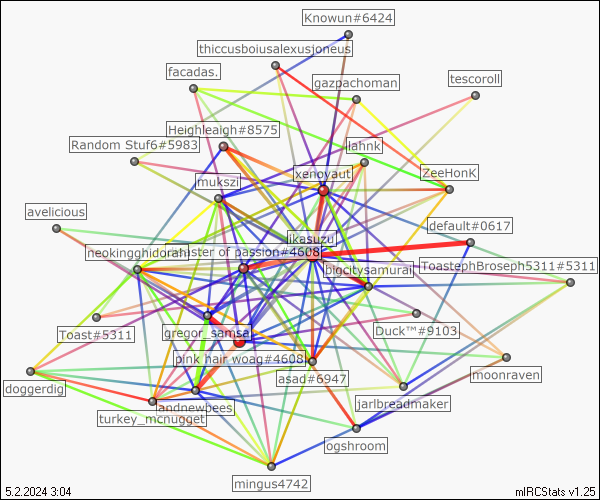 Knowun#6424
thiccusboiusalexusjoneus
facadas.
gazpachoman
tescoroll
Heighleaigh#8575
Random Stuf6#5983
lahnk
xenoyaut
mukszi
ZeeHonK
avelicious
default#0617
ikasuzu
neokingghidorah
master of passion#4608
bigcitysamurai
ToastephBroseph5311#5311
Toast#5311
gregor_samsa.
Duck™#9103
pink hair woag#4608
moonraven
doggerdig
asad#6947
andnewbees
jarlbreadmaker
turkey_mcnugget
ogshroom
mingus4742
5.2.2024 3:04
mIRCStats v1.25